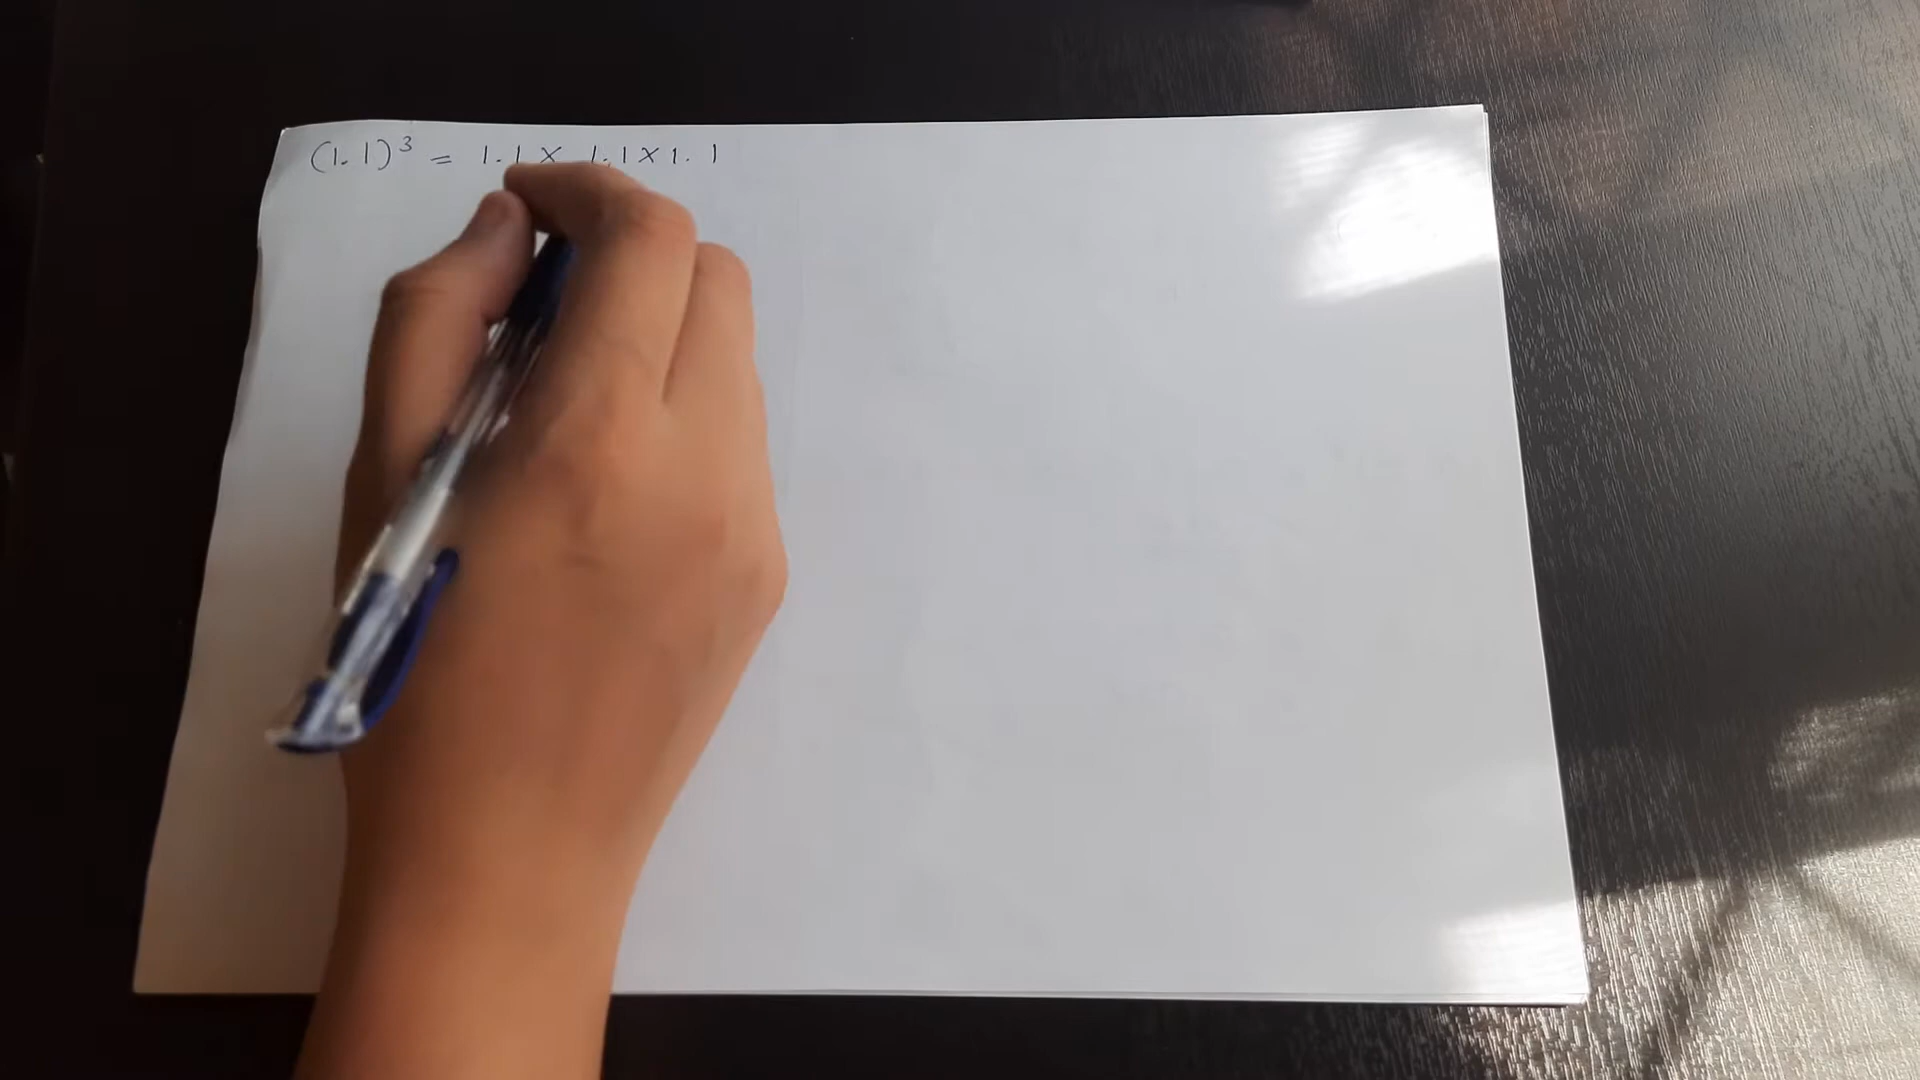 (1.1)³ = 1.1 × 1.1 × 1.1